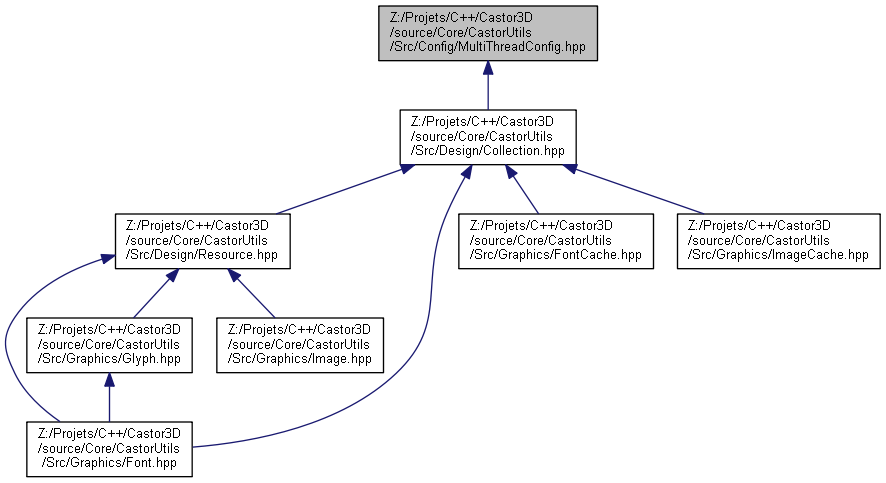 Z:/Projets/C++/Castor3D
/source/Core/CastorUtils
/Src/Config/MultiThreadConfig.hpp
Z:/Projets/C++/Castor3D
/source/Core/CastorUtils
/Src/Design/Collection.hpp
Z:/Projets/C++/Castor3D
/source/Core/CastorUtils
/Src/Design/Resource.hpp
Z:/Projets/C++/Castor3D
/source/Core/CastorUtils
/Src/Graphics/FontCache.hpp
Z:/Projets/C++/Castor3D
/source/Core/CastorUtils
/Src/Graphics/ImageCache.hpp
Z:/Projets/C++/Castor3D
/source/Core/CastorUtils
/Src/Graphics/Glyph.hpp
Z:/Projets/C++/Castor3D
/source/Core/CastorUtils
/Src/Graphics/Image.hpp
Z:/Projets/C++/Castor3D
/source/Core/CastorUtils
/Src/Graphics/Font.hpp